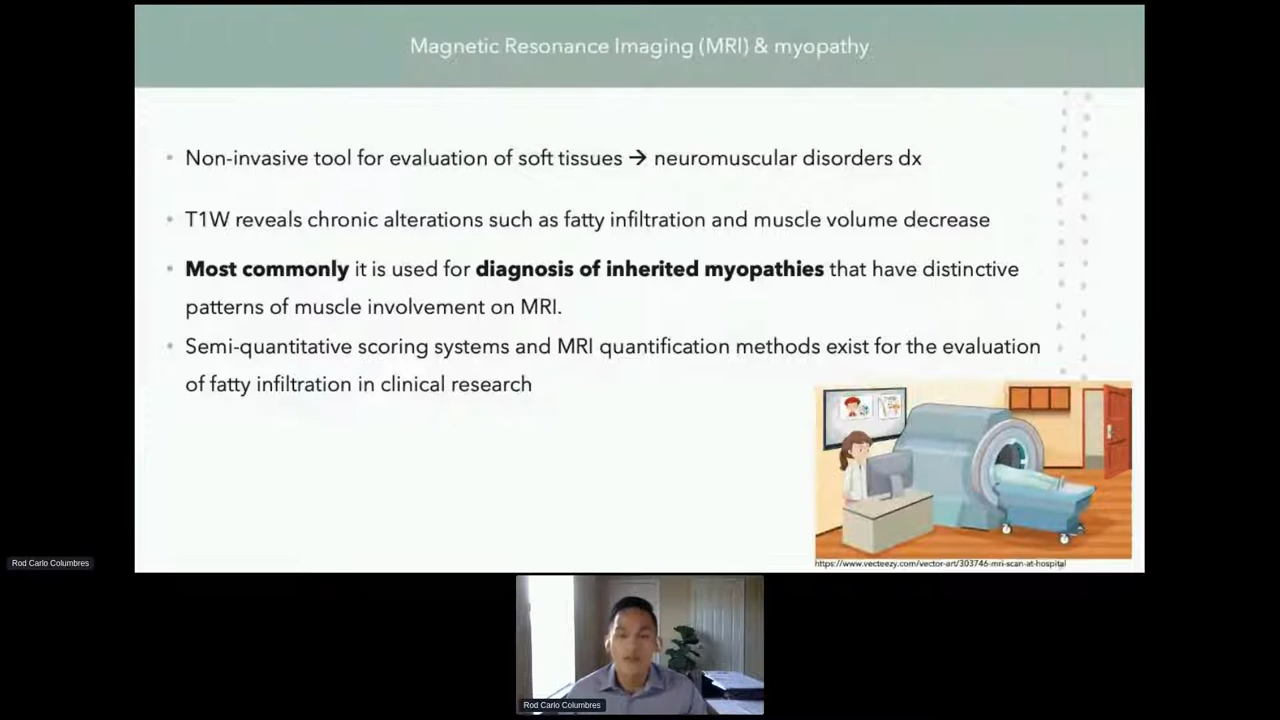 Magnetic Resonance Imaging (MRI) & myopathy
• Non-invasive tool for evaluation of soft tissues → neuromuscular disorders dx
• T1W reveals chronic alterations such as fatty infiltration and muscle volume decrease
• Most commonly it is used for diagnosis of inherited myopathies that have distinctive
patterns of muscle involvement on MRI.
• Semi-quantitative scoring systems and MRI quantification methods exist for the evaluation
of fatty infiltration in clinical research
https://www.vecteezy.com/vector-art/303746-mri-scan-at-hospital
Rod Carlo Columbres
Rod Carlo Columbres